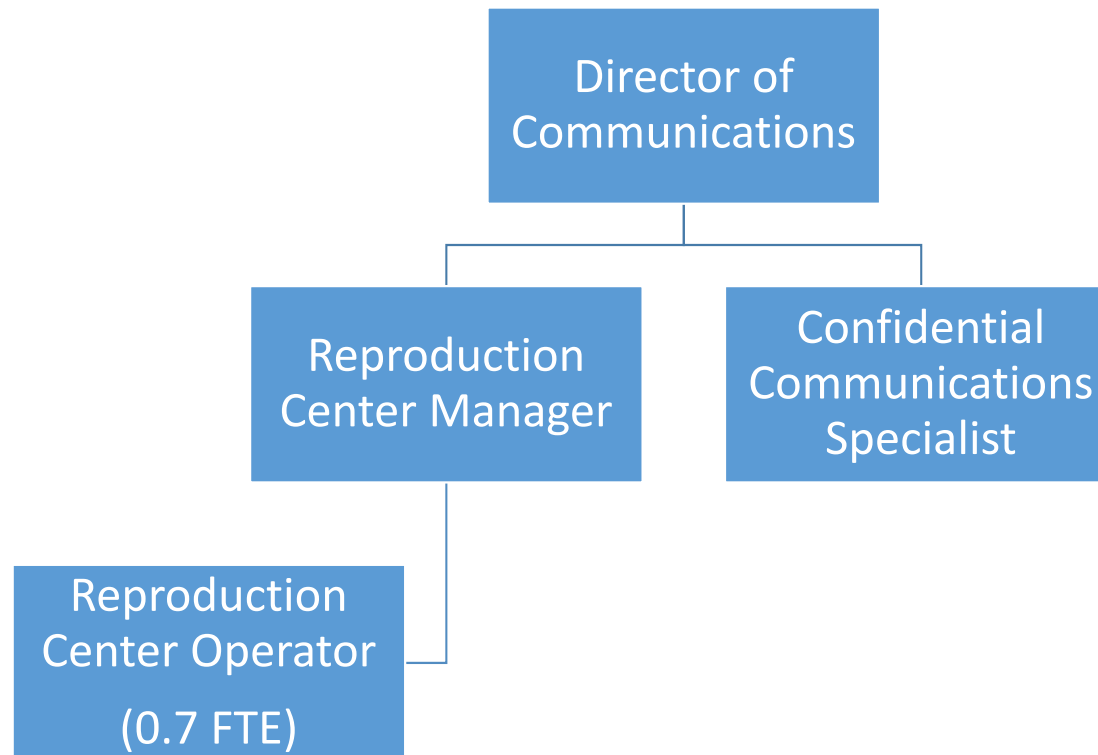 Director of
Communications
Reproduction
Center Manager
Confidential
Communications
Specialist
Reproduction
Center Operator
(0.7 FTE)